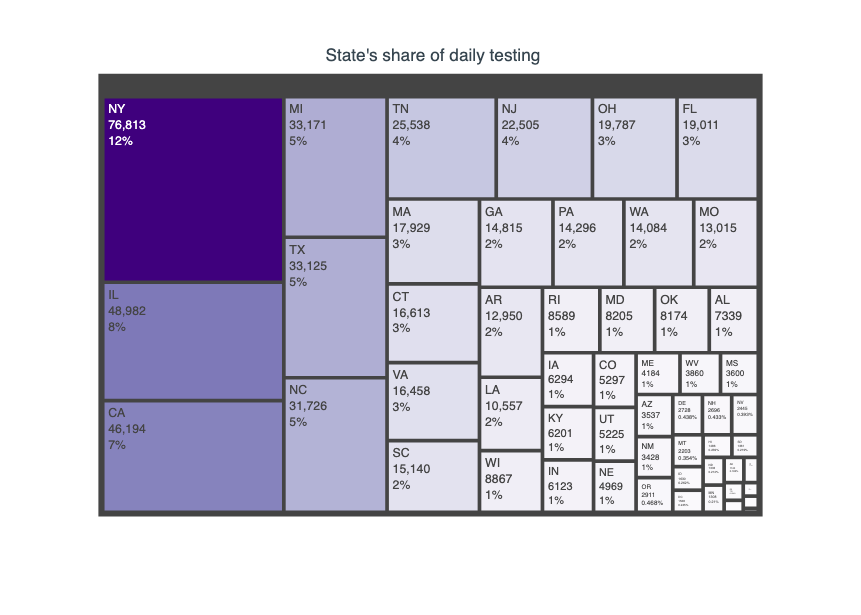 State's share of daily testing
NY
76,813
12%
IL
48,982
8%
CA
46,194
7%
MI
33,171
5%
TX
33,125
5%
NC
31,726
5%
TN
25,538
4%
NJ
22,505
4%
OH
19,787
3%
FL
19,011
3%
MA
17,929
3%
CT
16,613
3%
VA
16,458
3%
SC
15,140
2%
GA
14,815
2%
PA
14,296
2%
WA
14,084
2%
MO
13,015
2%
AR
12,950
2%
LA
10,557
2%
WI
8867
1%
RI
8589
1%
MD
8205
1%
OK
8174
1%
AL
7339
1%
IA
6294
1%
KY
6201
1%
IN
6123
1%
CO
5297
1%
UT
5225
1%
NE
4969
1%
ME
4184
1%
WV
3860
1%
MS
3600
1%
AZ
3537
1%
NM
3428
1%
OR
2911
0.468%
DE
2728
0.438%
NH
2696
0.433%
NV
2445
0.393%
MT
2203
0.354%